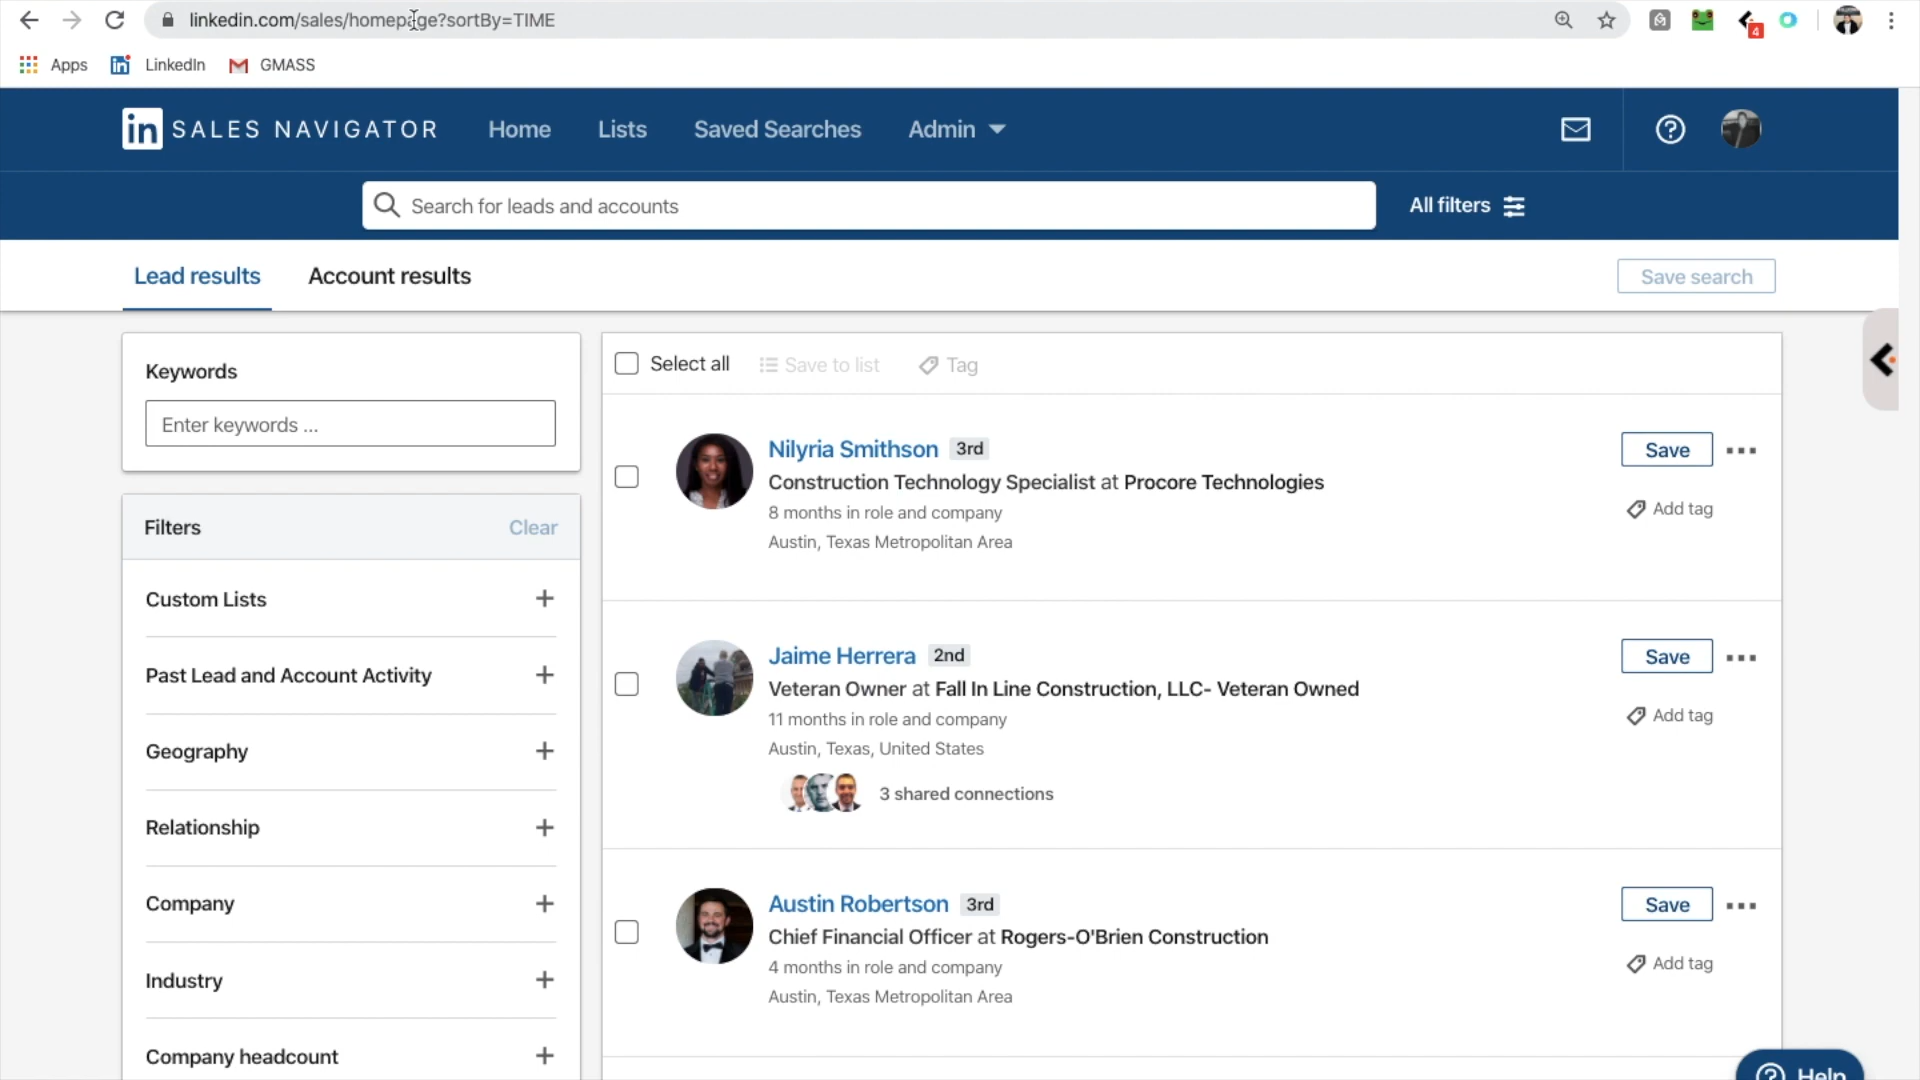 linkedin.com/sales/homepage?sortBy=TIME
4
Apps
LinkedIn
GMASS
in SALES NAVIGATOR
Home
Lists
Saved Searches
Admin
Search for leads and accounts
All filters
Lead results
Account results
Save search
Keywords
Enter keywords ...
Filters
Clear
Custom Lists
Past Lead and Account Activity
Geography
Relationship
Company
Industry
Company headcount
Select all
Save to list
Tag
Nilyria Smithson 3rd
Construction Technology Specialist at Procore Technologies
8 months in role and company
Austin, Texas Metropolitan Area
Save
Add tag
Jaime Herrera 2nd
Veteran Owner at Fall In Line Construction, LLC- Veteran Owned
11 months in role and company
Austin, Texas, United States
3 shared connections
Save
Add tag
Austin Robertson 3rd
Chief Financial Officer at Rogers-O'Brien Construction
4 months in role and company
Austin, Texas Metropolitan Area
Save
Add tag
Help